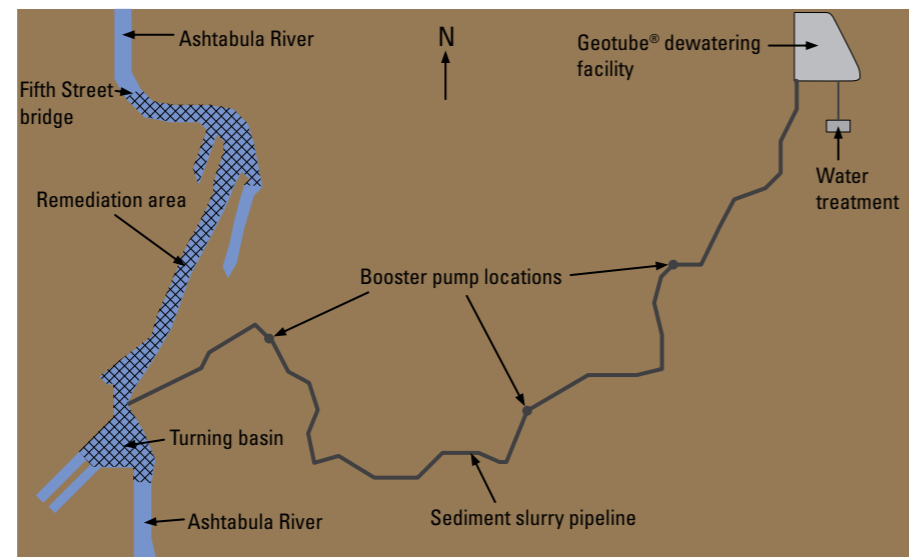 Ashtabula River
N
Geotube® dewatering
facility
Fifth Street
bridge
Remediation area
Water
treatment
Booster pump locations
Turning basin
Sediment slurry pipeline
Ashtabula River